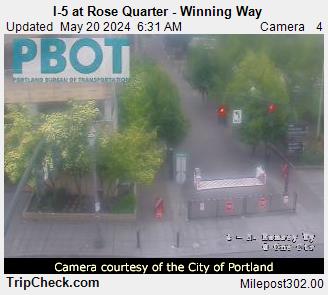 I-5 at Rose Quarter - Winning Way
Updated May 20 2024 6:31 AM Camera 4
PBOT
PORTLAND BUREAU OF TRANSPORTATION
Camera courtesy of the City of Portland
TripCheck.com Milepost302.00